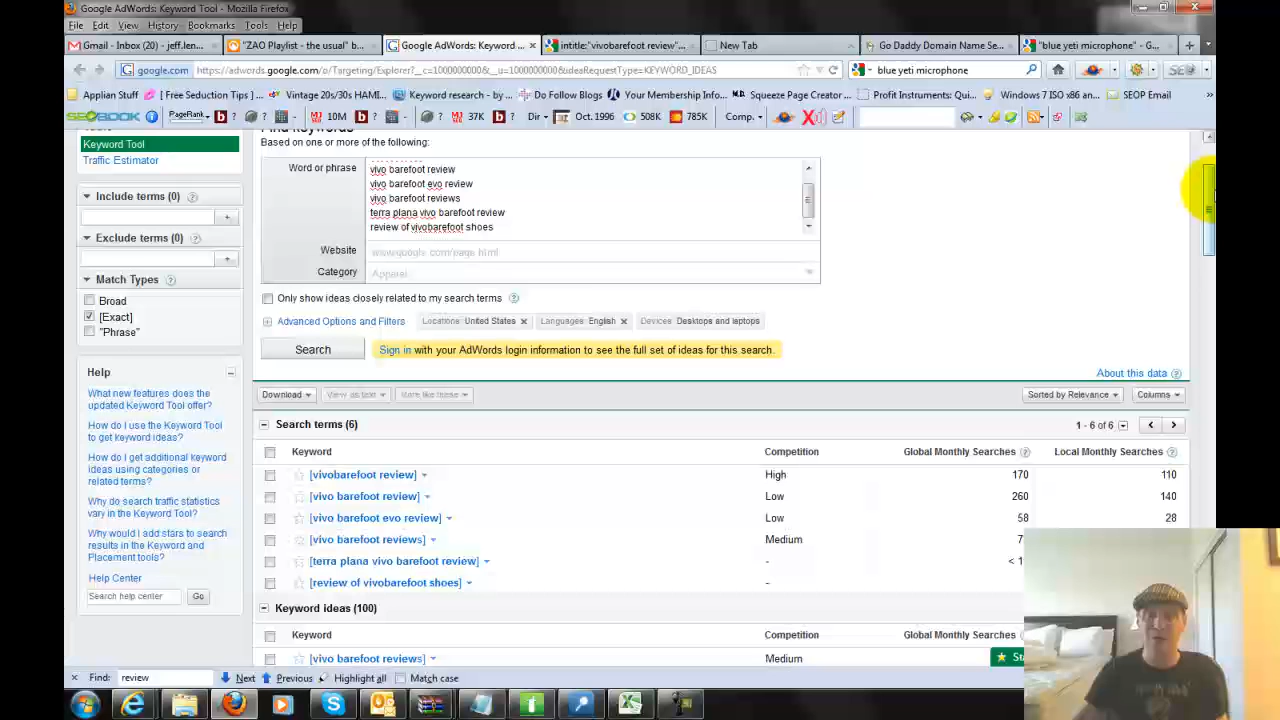 Google AdWords: Keyword Tool - Mozilla Firefox
File Edit View History Bookmarks Tools Help
Gmail - Inbox (20) - jeff.len... × "ZAO Playlist - the usual" b... Google AdWords: Keyword ... × intitle:"vivobarefoot review"... New Tab Go Daddy Domain Name Se... "blue yeti microphone" - G...
google.com https://adwords.google.com/o/Targeting/Explorer?__c=1000000000&__u=1000000000&ideaRequestType=KEYWORD_IDEAS blue yeti microphone
Applian Stuff [ Free Seduction Tips ] ... Vintage 20s/30s HAMI... Keyword research - by ... Do Follow Blogs Your Membership Info... Squeeze Page Creator ... Profit Instruments: Qui... Windows 7 ISO x86 an... SEOP Email
SEOBOOK PageRank 10M 37K Dir Oct. 1996 508K 785K Comp.
Find keywords
Keyword Tool
Traffic Estimator
Include terms (0)
Exclude terms (0)
Match Types
Broad
[Exact]
"Phrase"
Help
What new features does the
updated Keyword Tool offer?
How do I use the Keyword Tool
to get keyword ideas?
How do I get additional keyword
ideas using categories or
related terms?
Why do search traffic statistics
vary in the Keyword Tool?
Why would I add stars to search
results in the Keyword and
Placement tools?
Help Center
Search help center Go
Based on one or more of the following:
Word or phrase
vivo barefoot review
vivo barefoot evo review
vivo barefoot reviews
terra plana vivo barefoot review
review of vivobarefoot shoes
Website www.google.com/page.html
Category Apparel
Only show ideas closely related to my search terms
Advanced Options and Filters Locations: United States × Languages: English × Devices: Desktops and laptops
Search Sign in with your AdWords login information to see the full set of ideas for this search.
About this data
Download View as text More like these Sorted by Relevance Columns
Search terms (6) 1 - 6 of 6
Keyword Competition Global Monthly Searches Local Monthly Searches
[vivobarefoot review] High 170 110
[vivo barefoot review] Low 260 140
[vivo barefoot evo review] Low 58 28
[vivo barefoot reviews] Medium 7
[terra plana vivo barefoot review] - < 1
[review of vivobarefoot shoes] -
Keyword ideas (100)
Keyword Competition Global Monthly Searches
[vivo barefoot reviews] Medium
× Find: review Next Previous Highlight all Match case